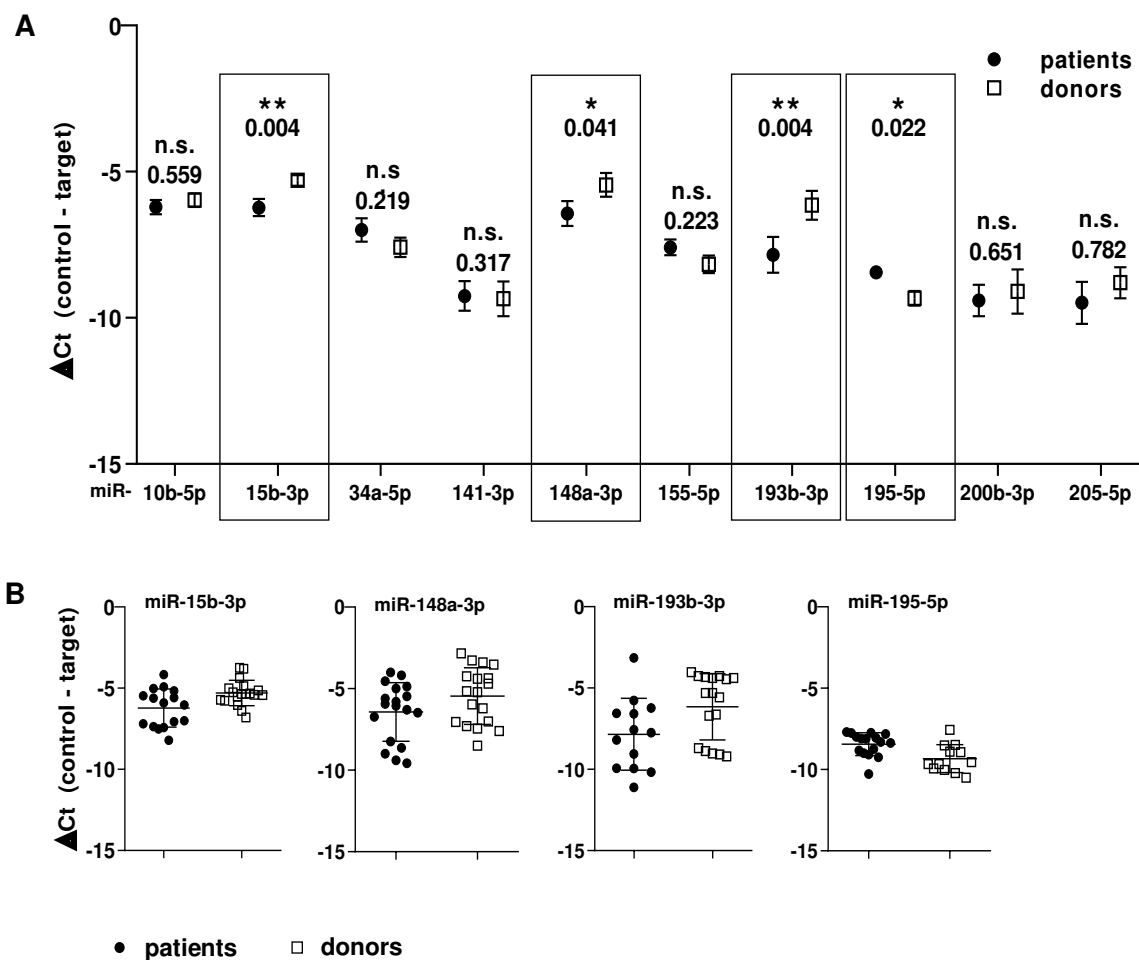 A
0
-5
-10
-15
▲Ct (control - target)
patients
donors
n.s.
0.559
**
0.004
n.s
0.219
n.s.
0.317
*
0.041
n.s.
0.223
**
0.004
*
0.022
n.s.
0.651
n.s.
0.782
miR- 10b-5p 15b-3p 34a-5p 141-3p 148a-3p 155-5p 193b-3p 195-5p 200b-3p 205-5p
B
▲Ct (control - target)
miR-15b-3p
0
-5
-10
-15
miR-148a-3p
0
-5
-10
-15
miR-193b-3p
0
-5
-10
-15
miR-195-5p
0
-5
-10
-15
patients donors